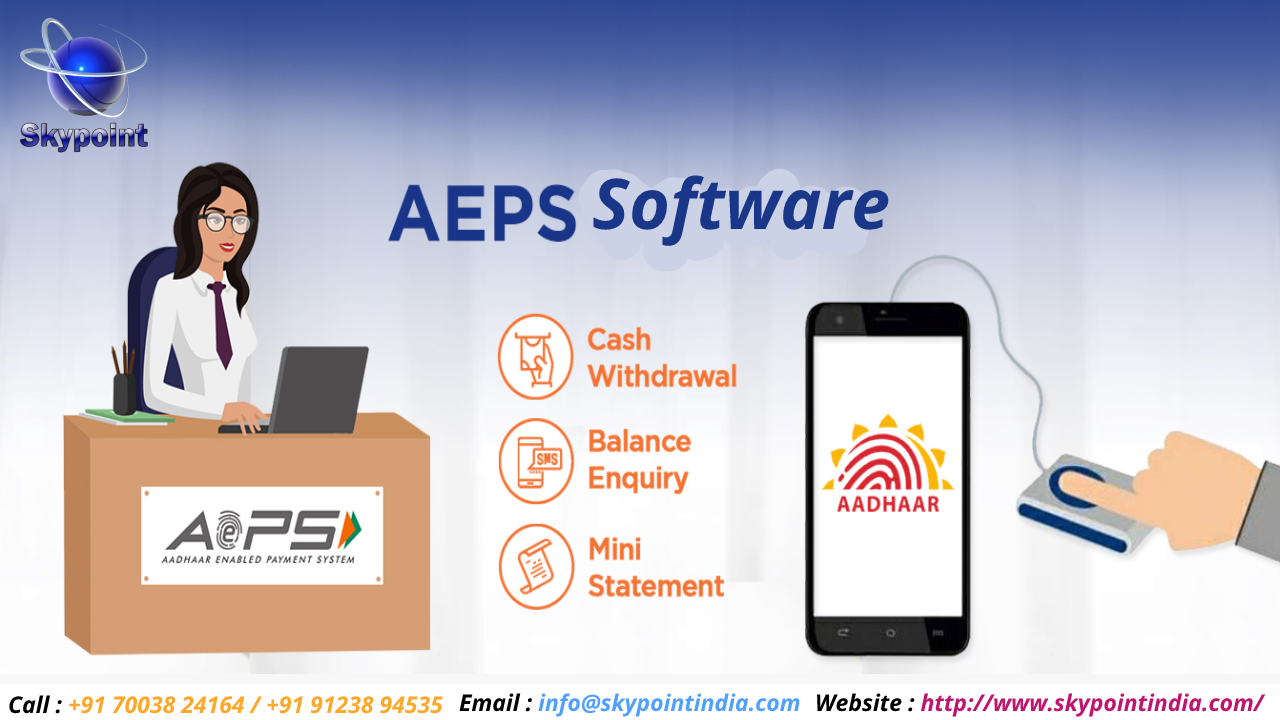 Skypoint
AEPS Software
Cash
Withdrawal
Balance
Enquiry
SMS
Mini
Statement
AePS
AADHAAR ENABLED PAYMENT SYSTEM
AADHAAR
Call : +91 70038 24164 / +91 91238 94535 Email : info@skypointindia.com Website : http://www.skypointindia.com/